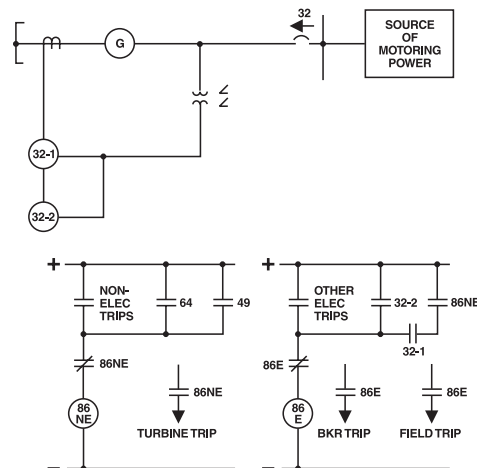 32
SOURCE
OF
MOTORING
POWER
G
32-1
32-2
+
+
NON-
ELEC
TRIPS
64
49
OTHER
ELEC
TRIPS
32-2
86NE
32-1
86NE
86E
86NE
86E
86E
86
NE
86
E
TURBINE TRIP
BKR TRIP
FIELD TRIP